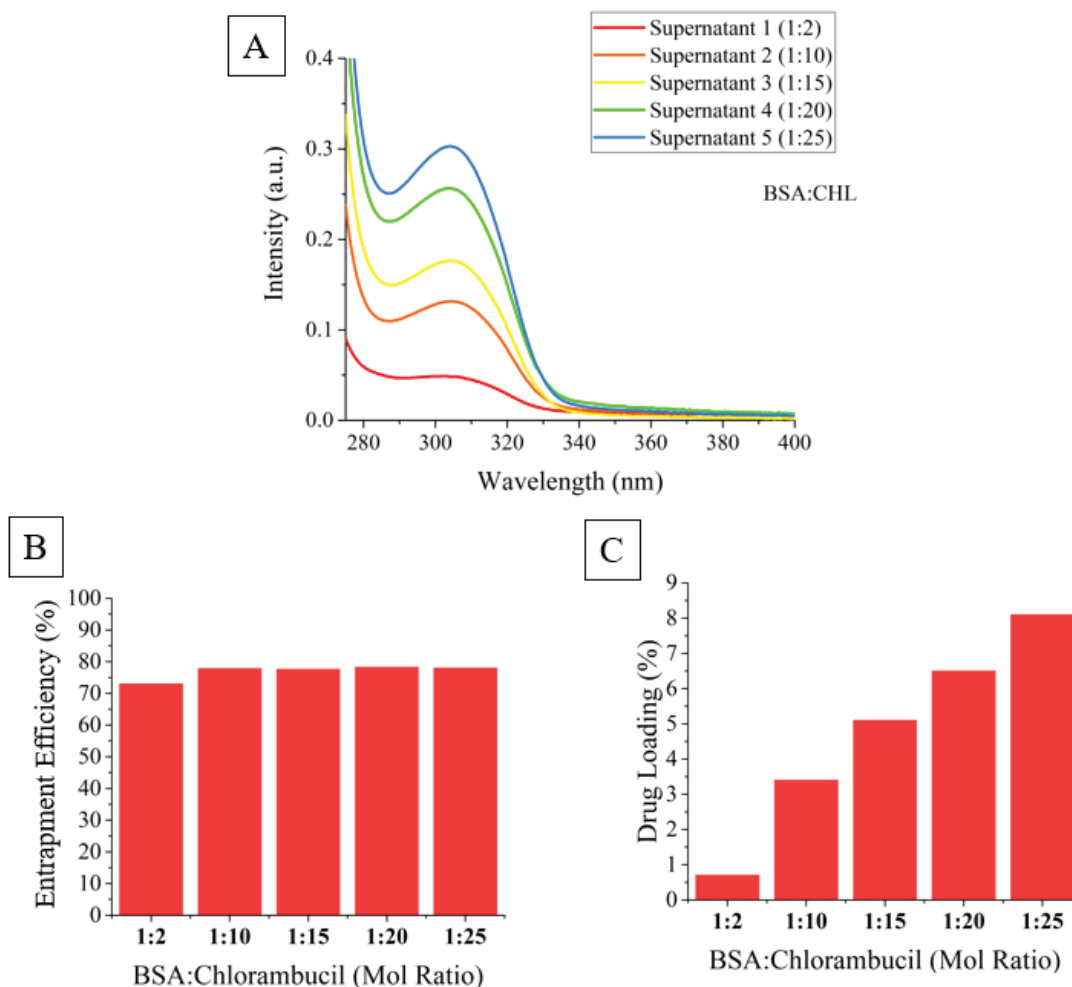 A
Supernatant 1 (1:2)
Supernatant 2 (1:10)
Supernatant 3 (1:15)
Supernatant 4 (1:20)
Supernatant 5 (1:25)
BSA:CHL
Intensity (a.u.)
0.4
0.3
0.2
0.1
0.0
280 300 320 340 360 380 400
Wavelength (nm)
B
Entrapment Efficiency (%)
100
90
80
70
60
50
40
30
20
10
0
1:2 1:10 1:15 1:20 1:25
BSA:Chlorambucil (Mol Ratio)
C
Drug Loading (%)
9
8
7
6
5
4
3
2
1
0
1:2 1:10 1:15 1:20 1:25
BSA:Chlorambucil (Mol Ratio)